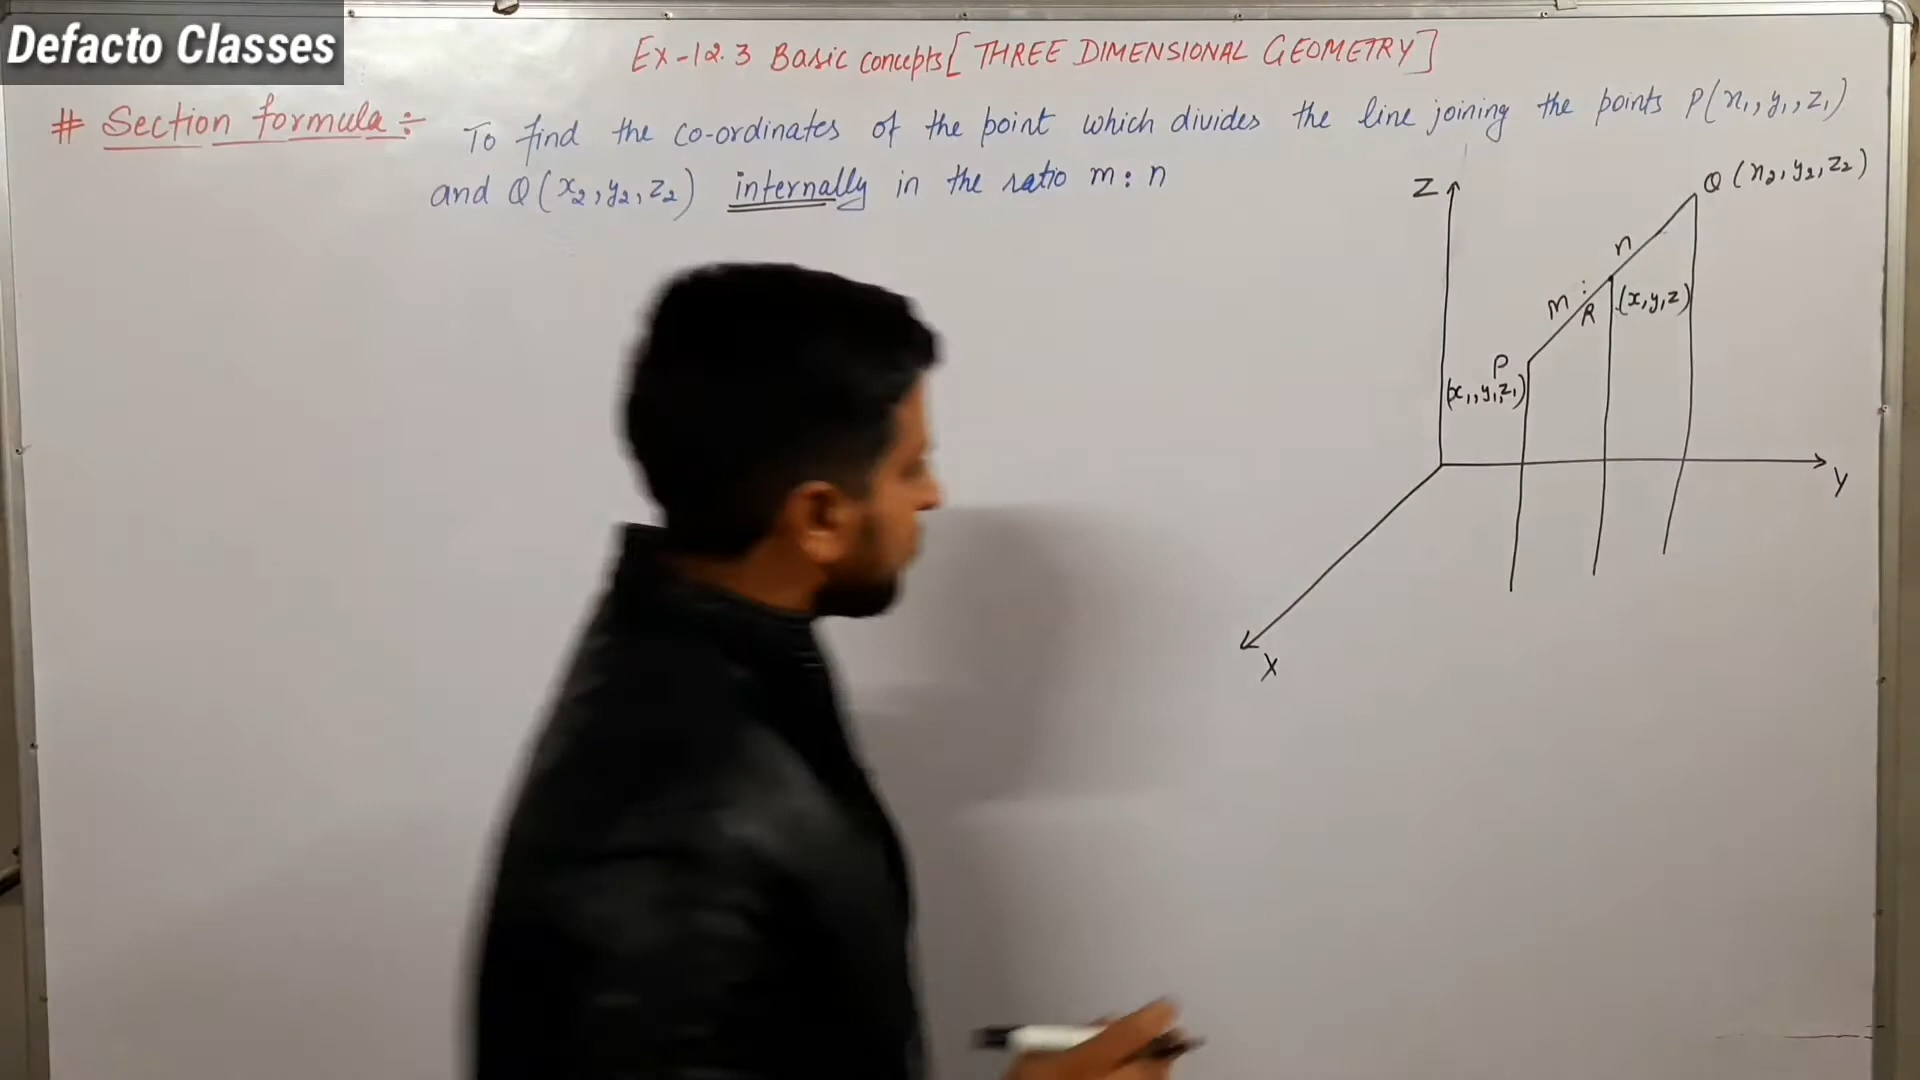 Defacto Classes
Ex-12.3 Basic concepts [THREE DIMENSIONAL GEOMETRY]
# Section formula :- To find the co-ordinates of the point which divides the line joining the points P(x₁, y₁, z₁)
and Q(x₂, y₂, z₂) internally in the ratio m : n
Z
Q (x₂, y₂, z₂)
n
m :
R
(x, y, z)
P
(x₁, y₁, z₁)
Y
X